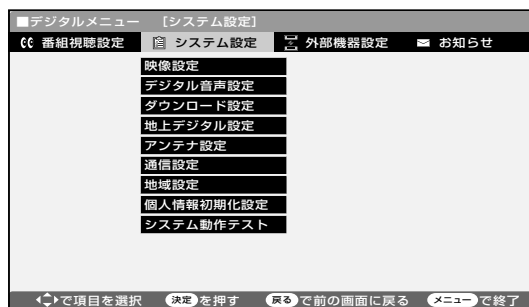 ■デジタルメニュー [システム設定]
番組視聴設定 システム設定 外部機器設定 お知らせ
映像設定
デジタル音声設定
ダウンロード設定
地上デジタル設定
アンテナ設定
通信設定
地域設定
個人情報初期化設定
システム動作テスト
で項目を選択 決定を押す 戻るで前の画面に戻る メニューで終了